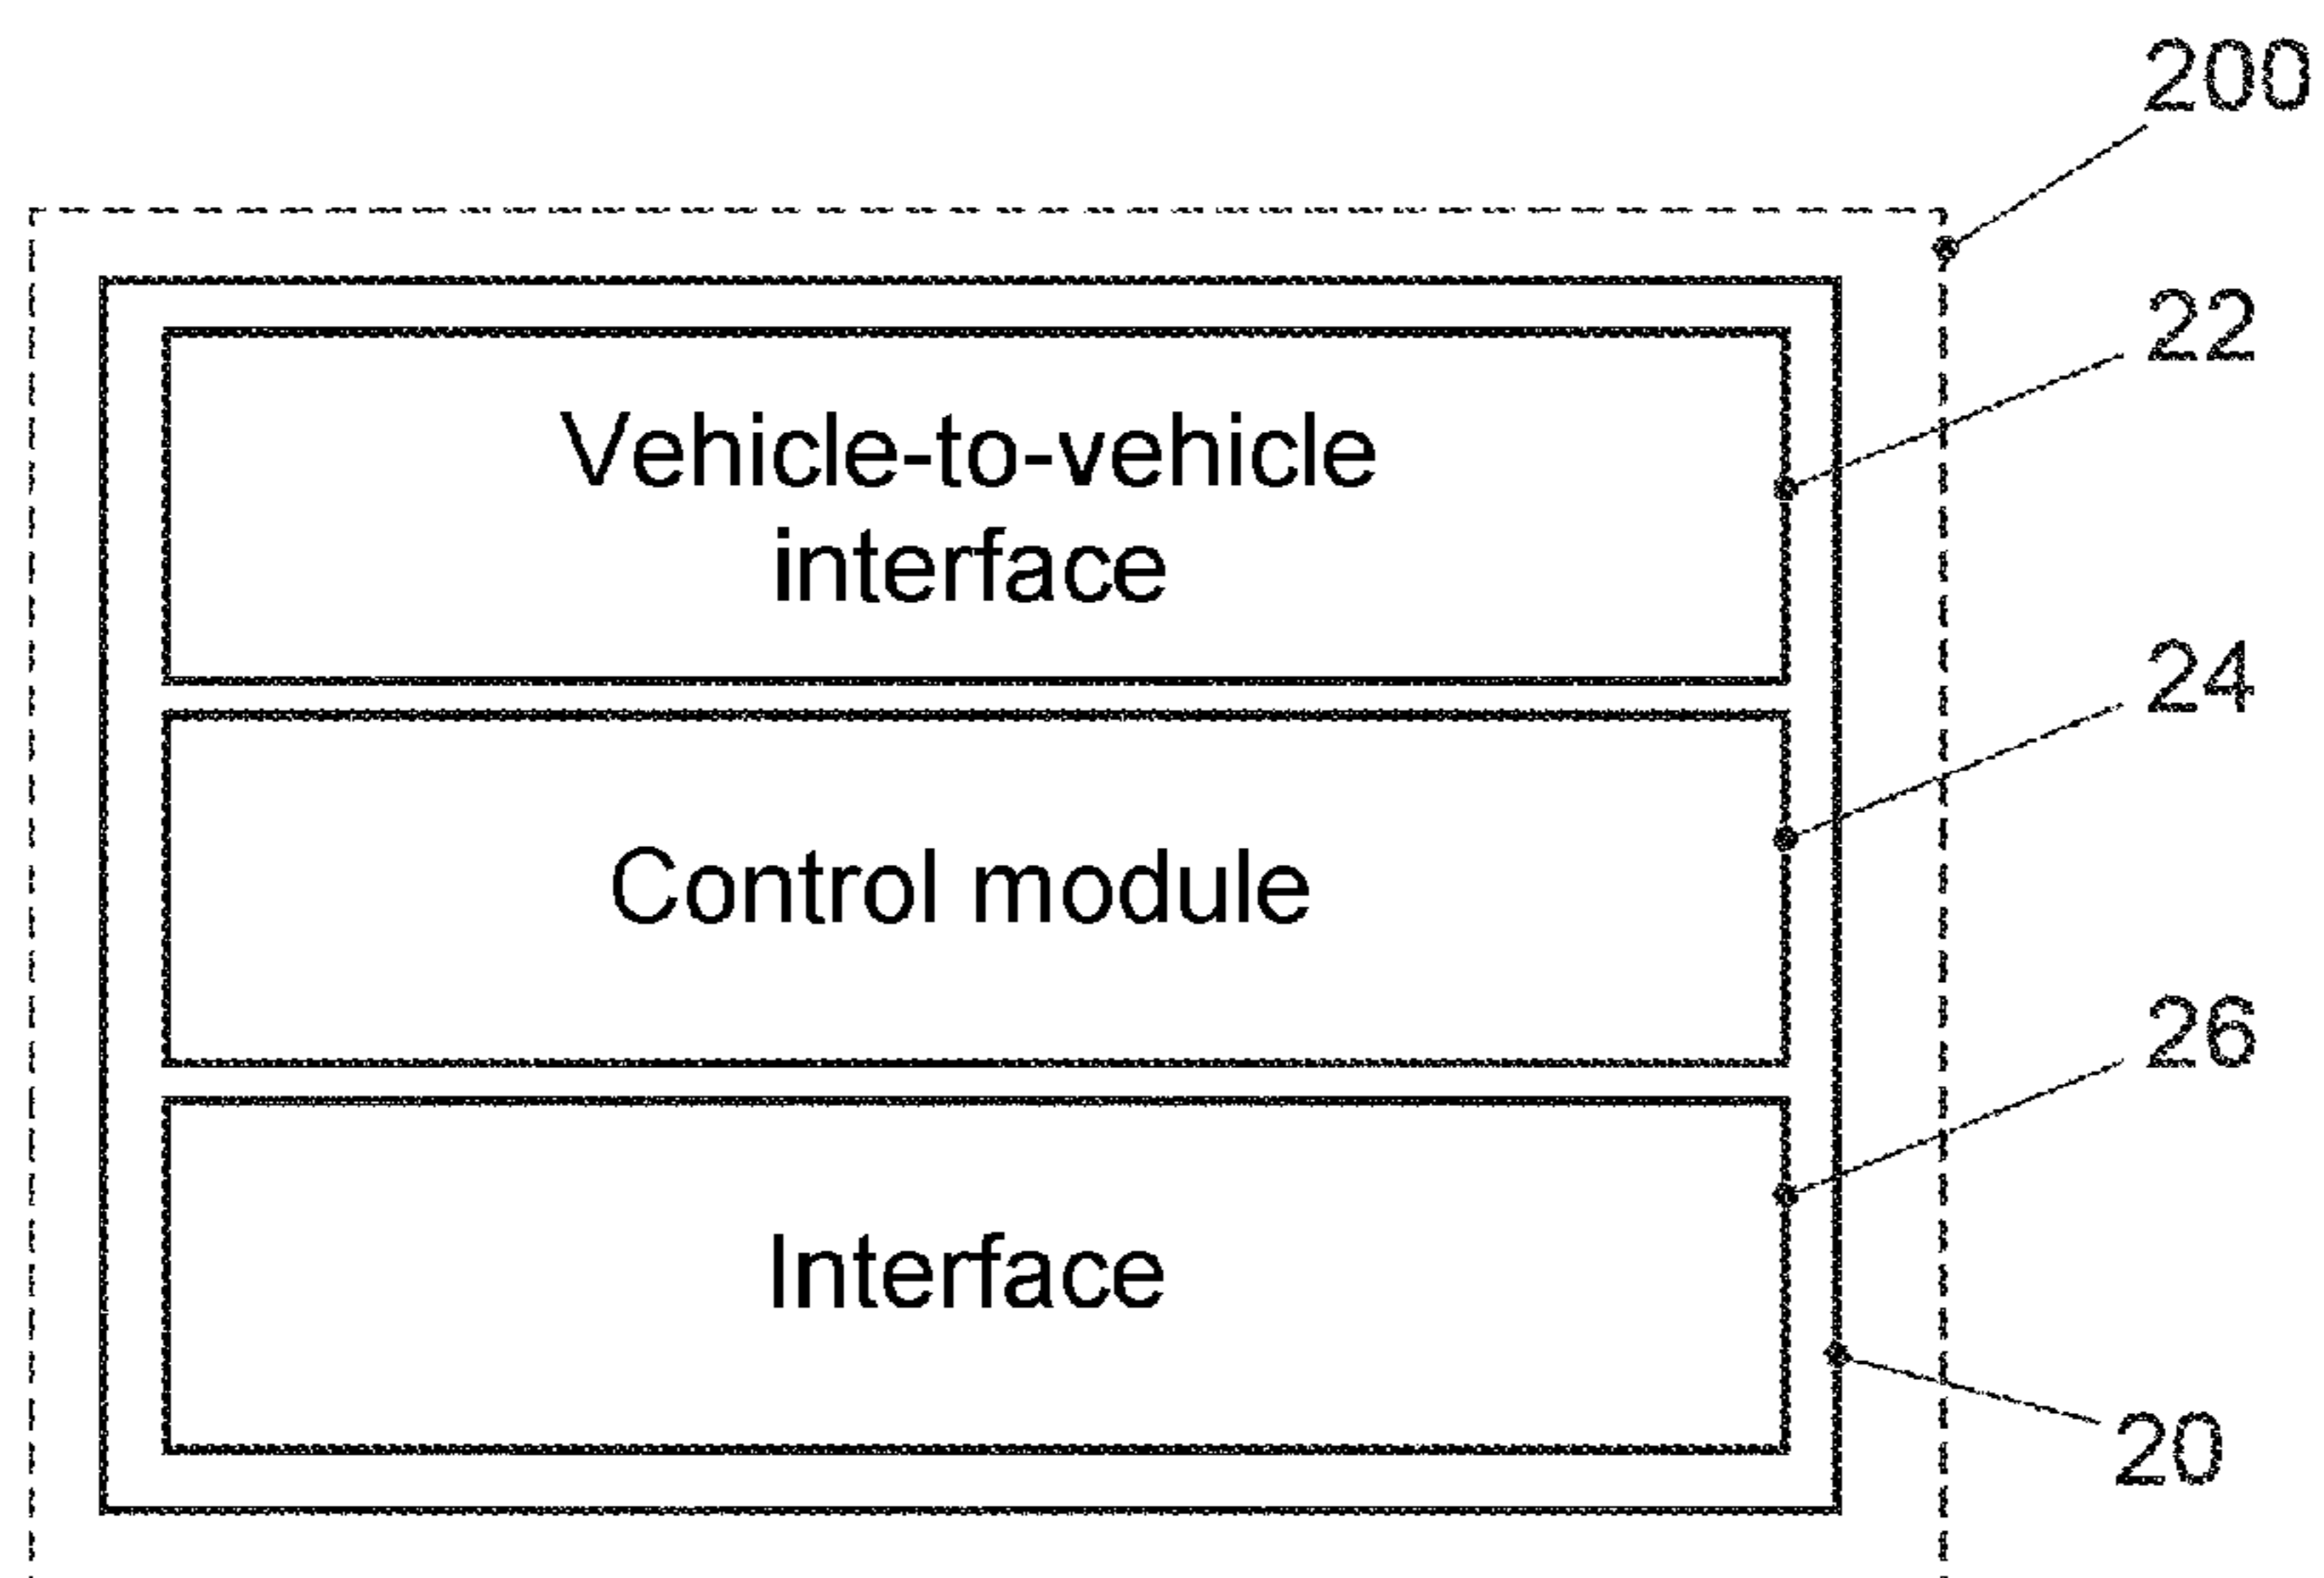 200
22
Vehicle-to-vehicle
interface
24
Control module
26
Interface
20